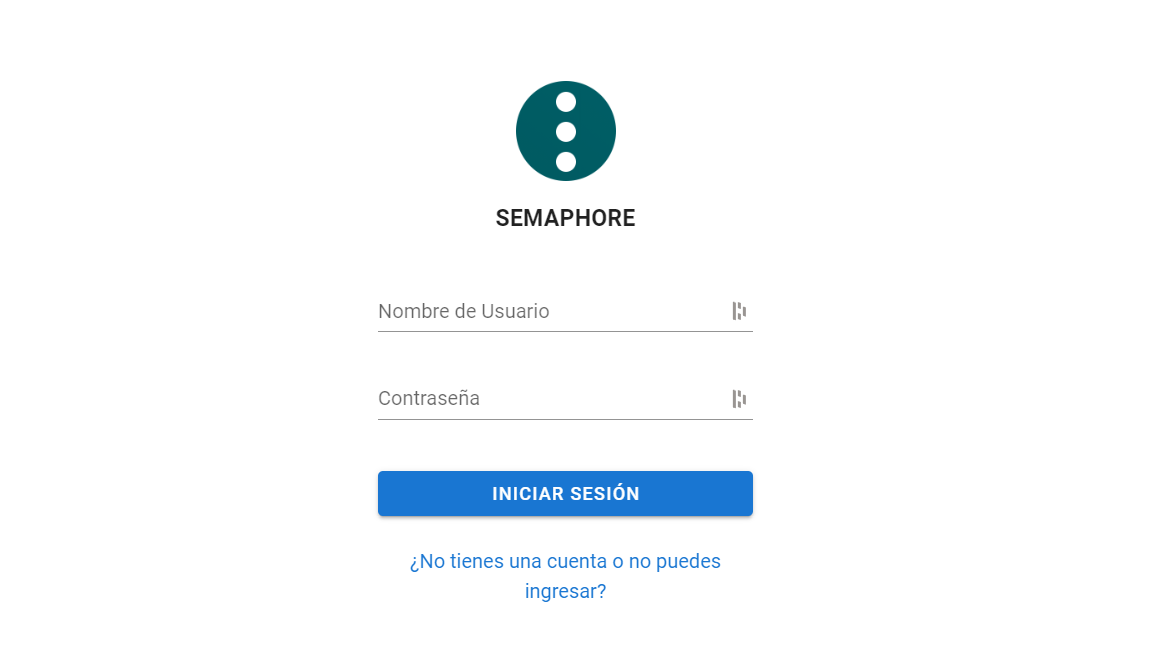 SEMAPHORE
Nombre de Usuario
Contraseña
INICIAR SESIÓN
¿No tienes una cuenta o no puedes
ingresar?